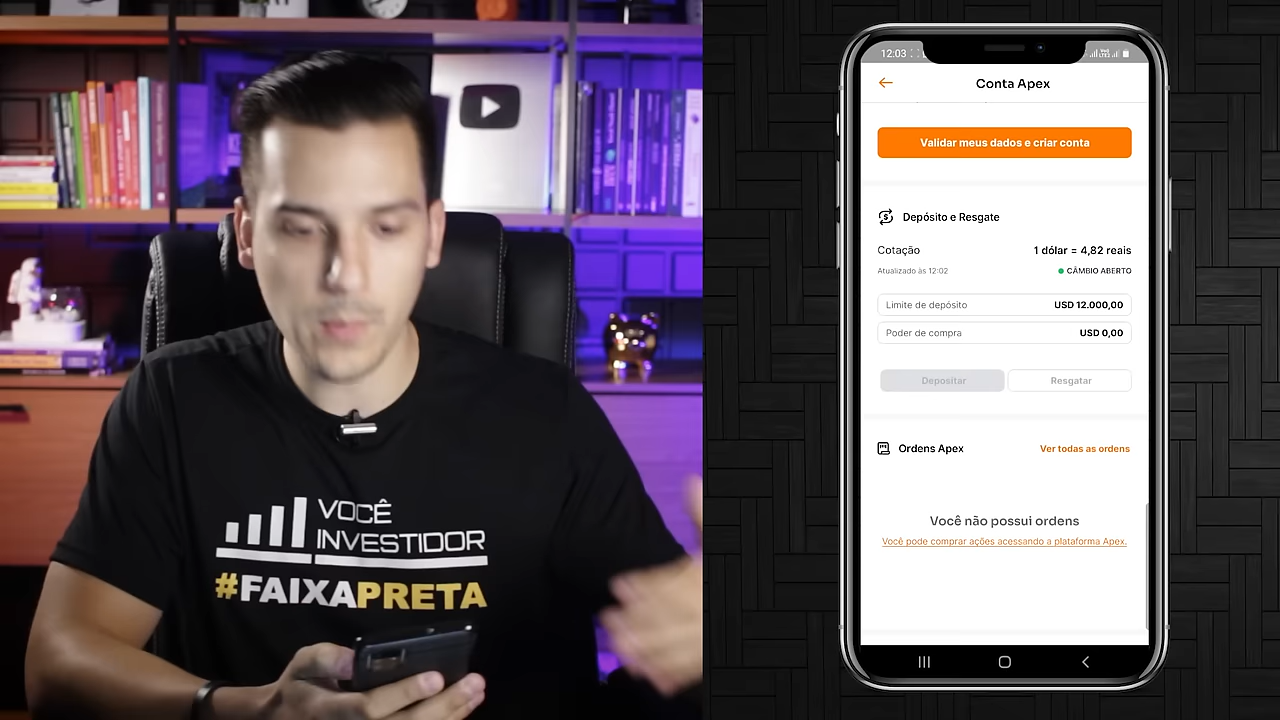 VOCÊ
INVESTIDOR
#FAIXAPRETA
12:03
Conta Apex
Validar meus dados e criar conta
Depósito e Resgate
Cotação
1 dólar = 4,82 reais
Atualizado às 12:02
CÂMBIO ABERTO
Limite de depósito
USD 12.000,00
Poder de compra
USD 0,00
Depositar
Resgatar
Ordens Apex
Ver todas as ordens
Você não possui ordens
Você pode comprar ações acessando a plataforma Apex.